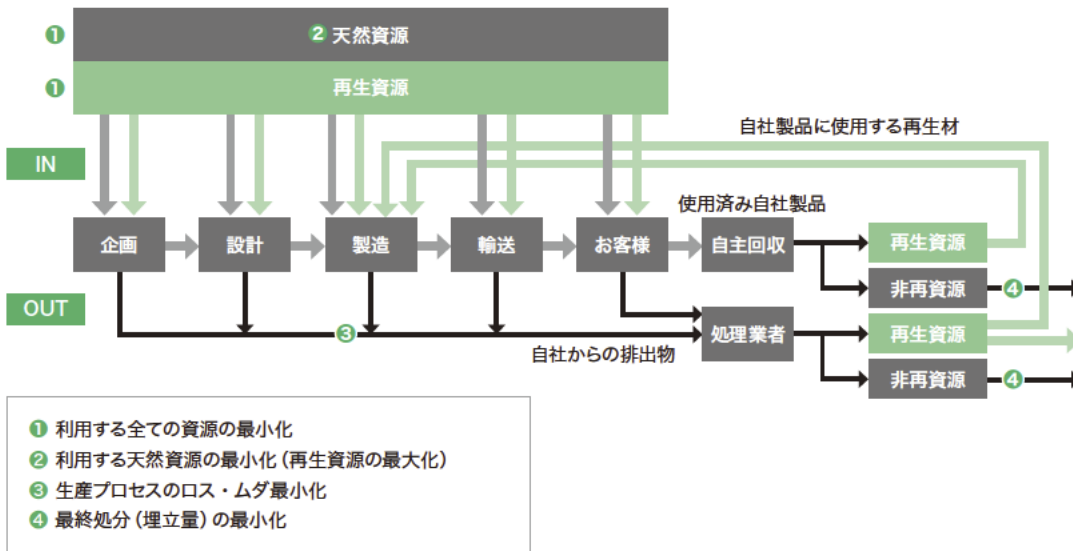 ❶
❷ 天然資源
❶
再生資源
自社製品に使用する再生材
IN
使用済み自社製品
企画
設計
製造
輸送
お客様
自主回収
再生資源
非再資源
❹
OUT
❸
処理業者
再生資源
自社からの排出物
非再資源
❹
❶ 利用する全ての資源の最小化
❷ 利用する天然資源の最小化（再生資源の最大化）
❸ 生産プロセスのロス・ムダ最小化
❹ 最終処分（埋立量）の最小化